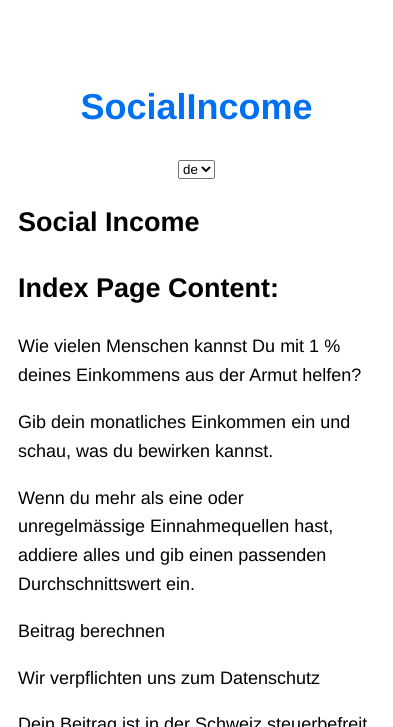 SocialIncome
de
Social Income
Index Page Content:
Wie vielen Menschen kannst Du mit 1 %
deines Einkommens aus der Armut helfen?
Gib dein monatliches Einkommen ein und
schau, was du bewirken kannst.
Wenn du mehr als eine oder
unregelmässige Einnahmequellen hast,
addiere alles und gib einen passenden
Durchschnittswert ein.
Beitrag berechnen
Wir verpflichten uns zum Datenschutz
Dein Beitrag ist in der Schweiz steuerbefreit